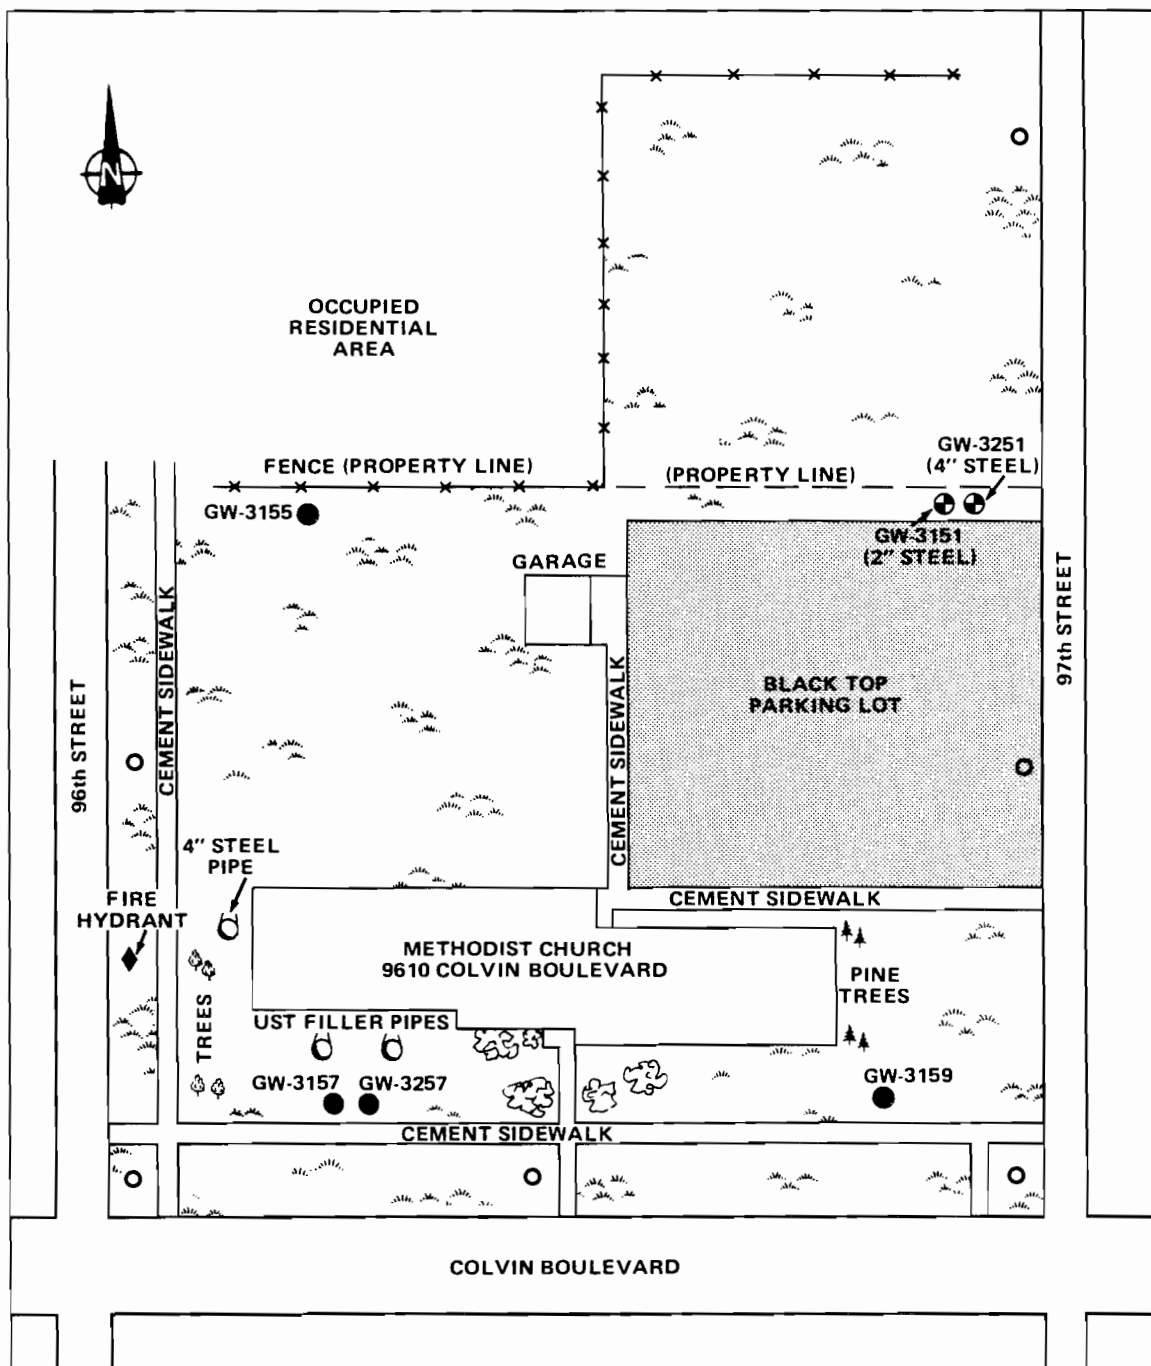 N
OCCUPIED
RESIDENTIAL
AREA
GW-3251
(4" STEEL)
FENCE (PROPERTY LINE)
(PROPERTY LINE)
GW-3155
GW-3151
(2" STEEL)
GARAGE
97th STREET
CEMENT SIDEWALK
96th STREET
CEMENT SIDEWALK
BLACK TOP
PARKING LOT
4" STEEL
PIPE
FIRE
HYDRANT
CEMENT SIDEWALK
METHODIST CHURCH
9610 COLVIN BOULEVARD
PINE
TREES
TREES
UST FILLER PIPES
GW-3157
GW-3257
GW-3159
CEMENT SIDEWALK
COLVIN BOULEVARD